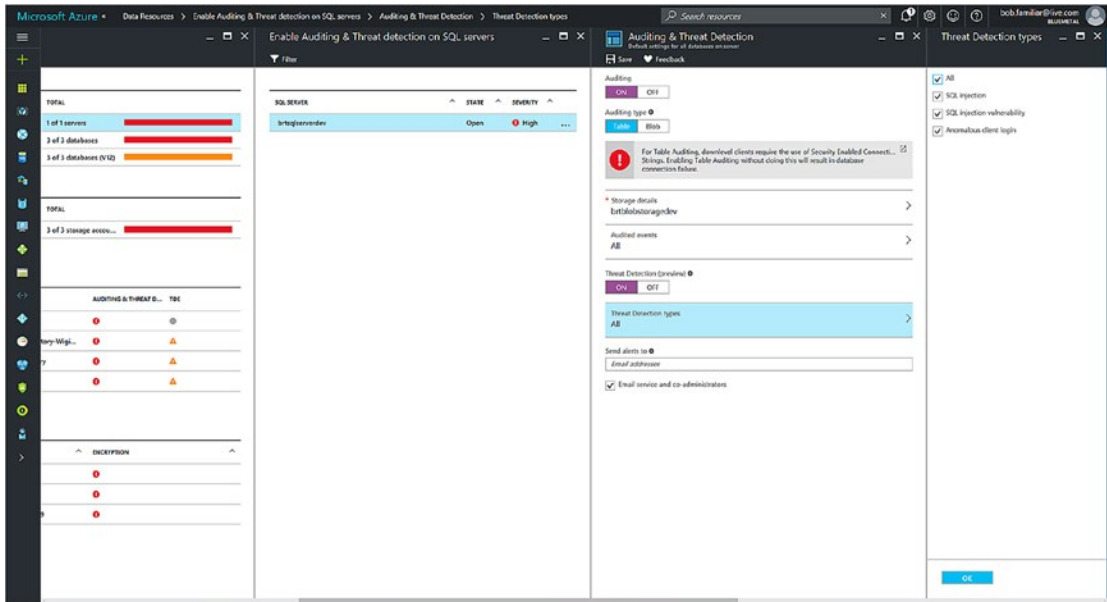 Microsoft Azure Data Resources > Enable Auditing & Threat detection on SQL servers > Auditing & Threat Detection > Threat Detection types
Search resources
bob.familiar@live.com
BLUEMETAL
TOTAL
1 of 1 servers
3 of 3 databases
3 of 3 databases (V12)
TOTAL
3 of 3 storage accou...
AUDITING & THREAT D... TDE
tory-Wigi...
ry
ENCRYPTION
9
Enable Auditing & Threat detection on SQL servers
Filter
SQL SERVER STATE SEVERITY
brtsqlserverdev Open High ...
Auditing & Threat Detection
Default settings for all databases on server
Save Feedback
Auditing
ON OFF
Auditing type
Table Blob
For Table Auditing, downlevel clients require the use of Security Enabled Connecti...
Strings. Enabling Table Auditing without doing this will result in database
connection failure.
* Storage details
brtblobstoragedev
Audited events
All
Threat Detection (preview)
ON OFF
Threat Detection types
All
Send alerts to
Email addresses
Email service and co-administrators
Threat Detection types
All
SQL injection
SQL injection vulnerability
Anomalous client login
OK